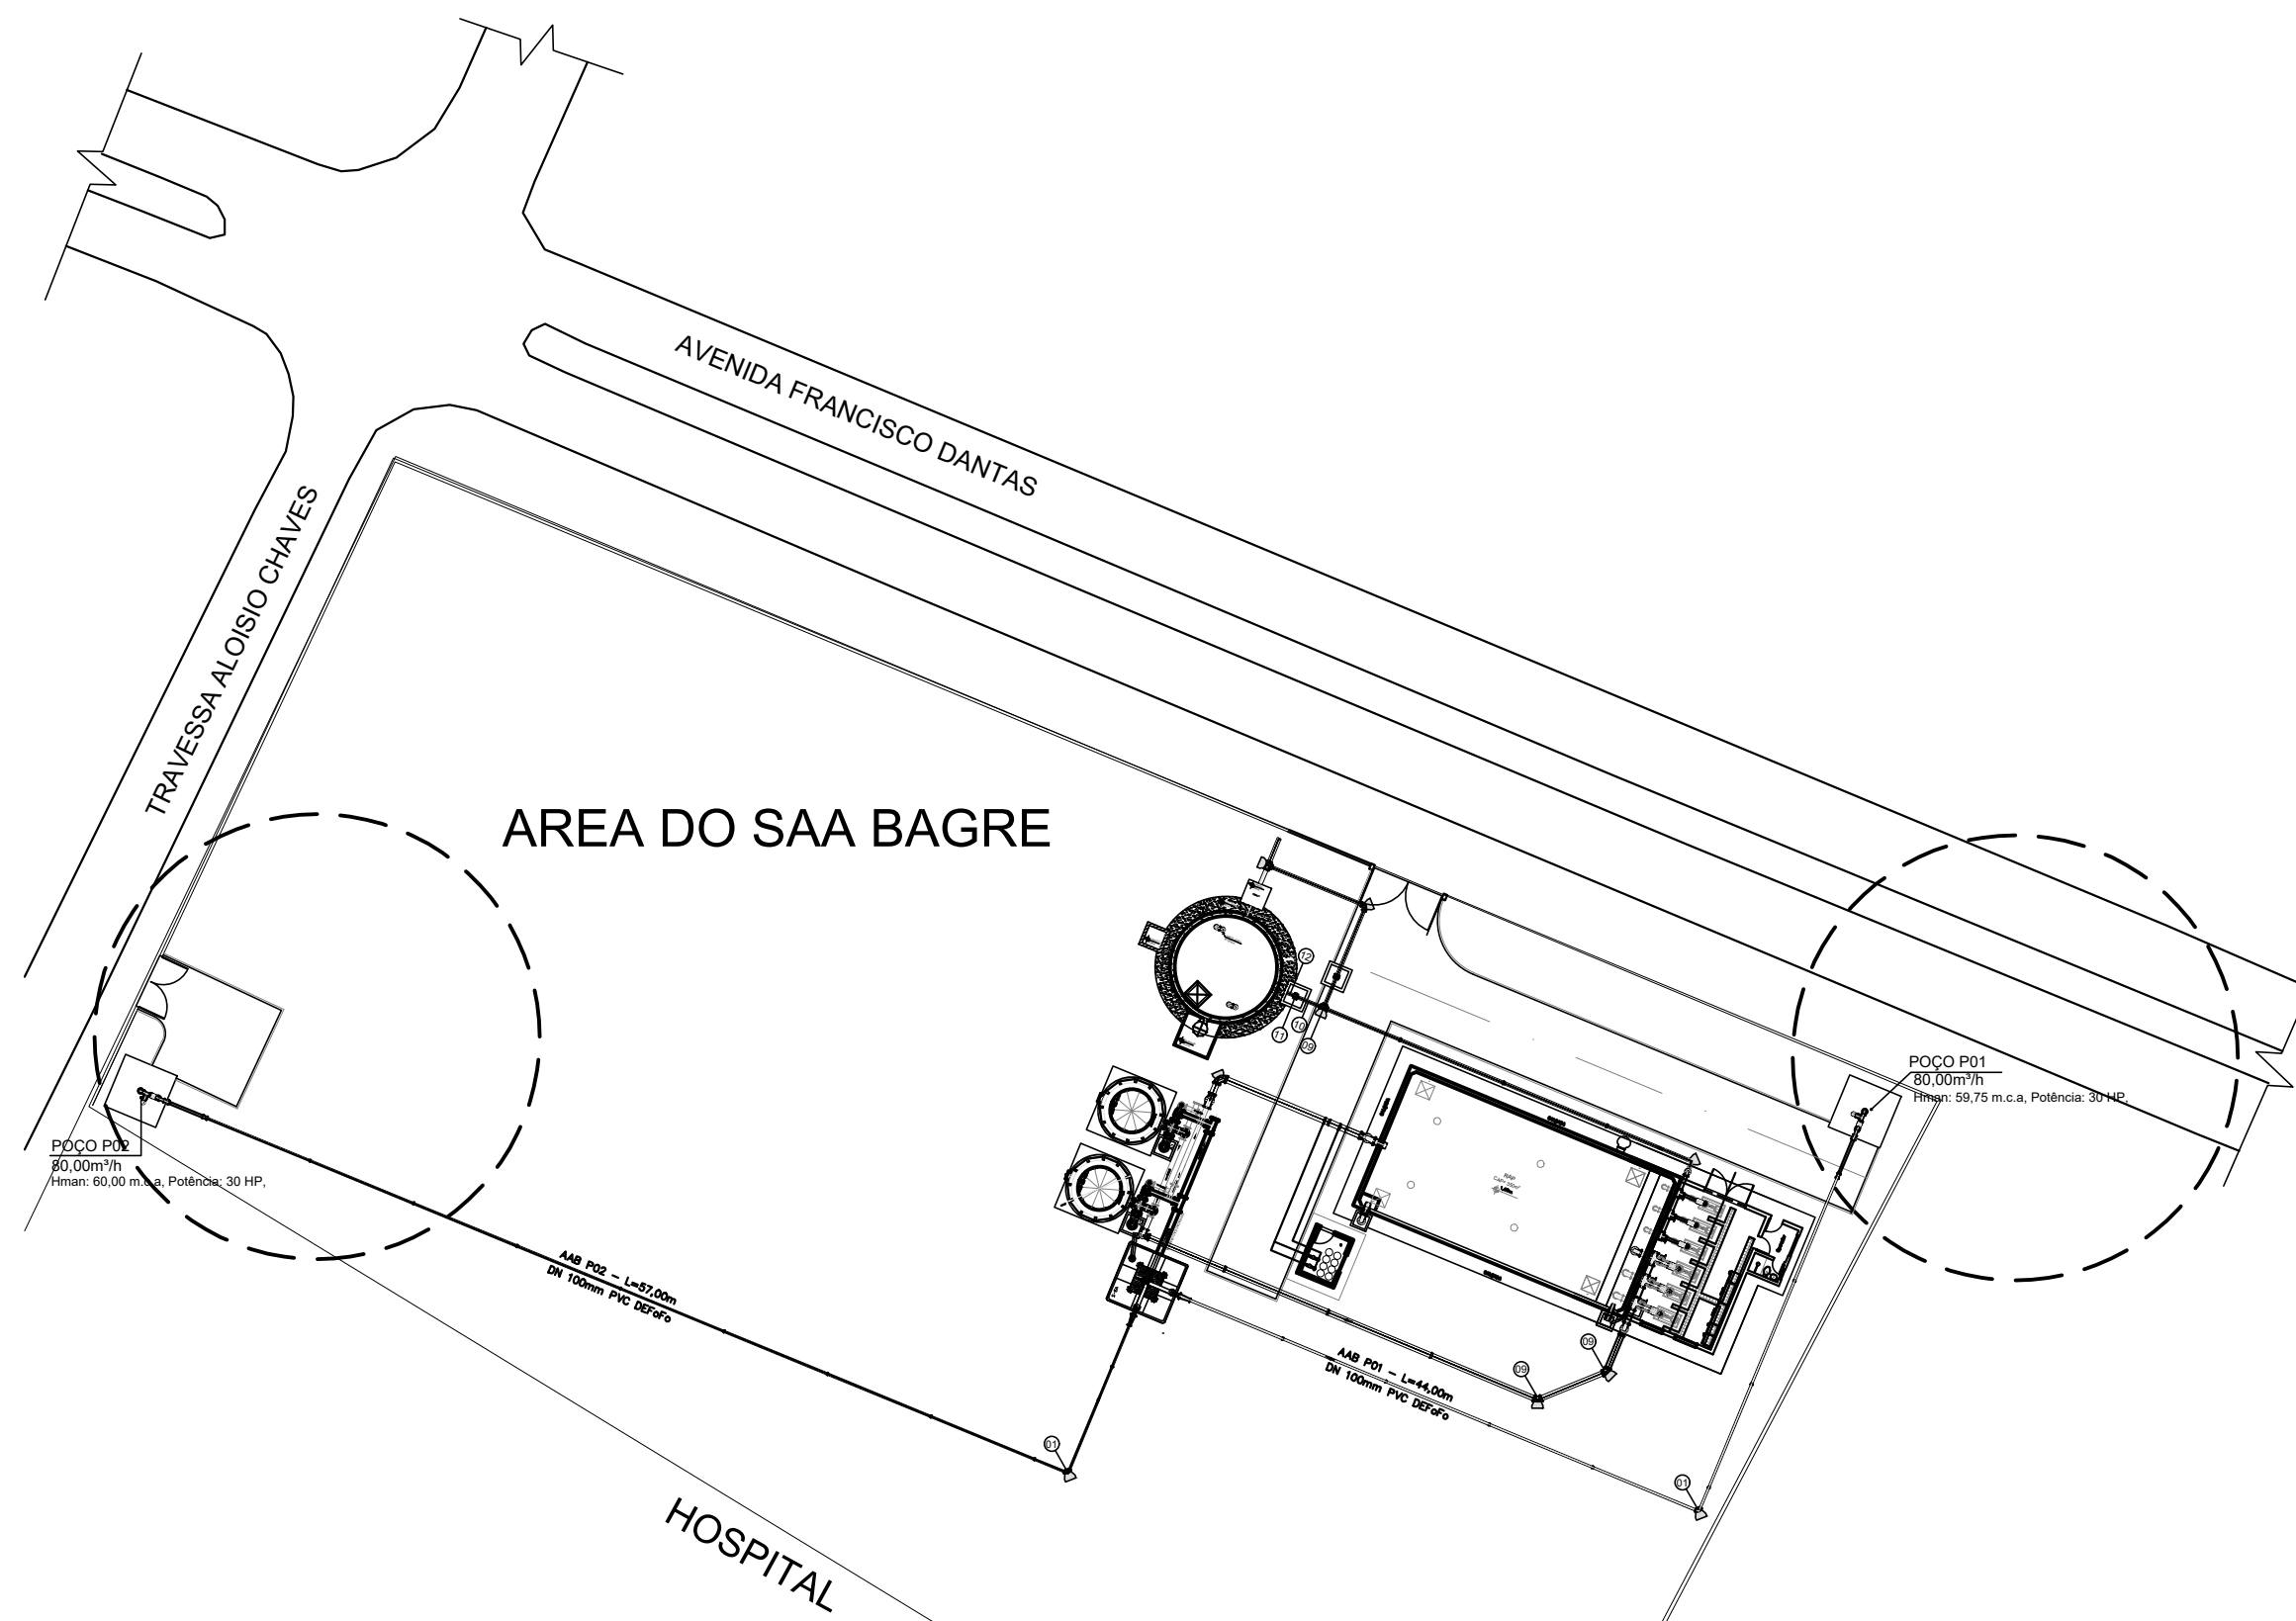 AVENIDA FRANCISCO DANTAS
TRAVESSA ALOISIO CHAVES
AREA DO SAA BAGRE
12
11
10
09
POÇO P01
80,00m³/h
Hman: 59,75 m.c.a, Potência: 30 HP,
POÇO P02
80,00m³/h
Hman: 60,00 m.c.a, Potência: 30 HP,
AAB P02 - L=57,00m
DN 100mm PVC DEFoFo
RAP
09
09
AAB P01 - L=44,00m
DN 100mm PVC DEFoFo
01
01
HOSPITAL